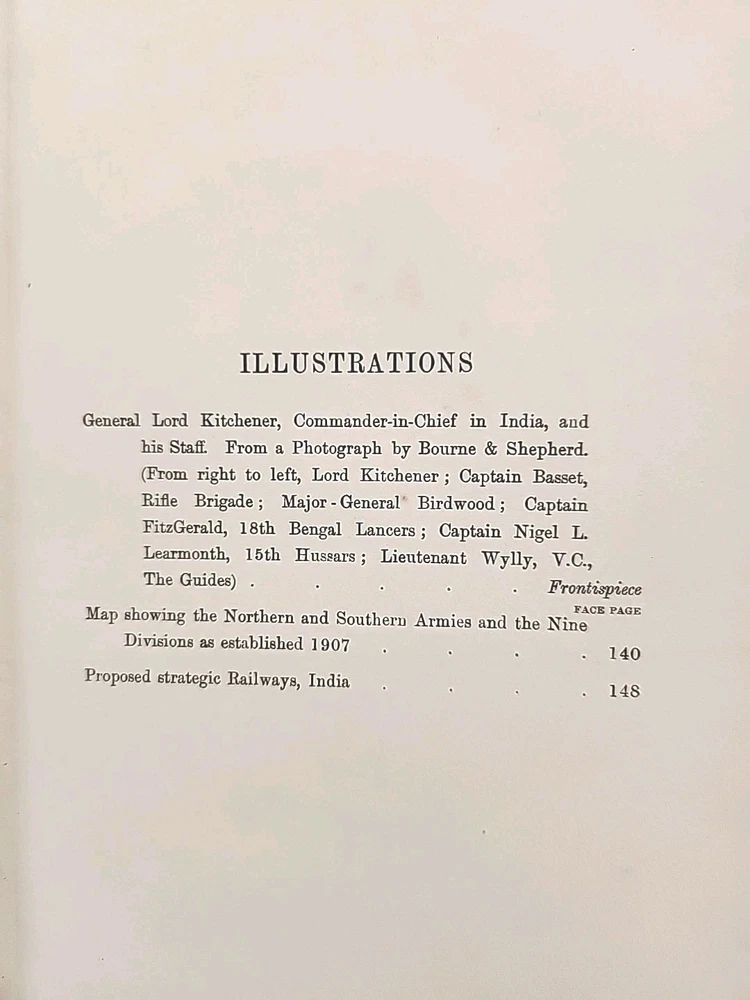 ILLUSTRATIONS
General Lord Kitchener, Commander-in-Chief in India, and
his Staff. From a Photograph by Bourne & Shepherd.
(From right to left, Lord Kitchener; Captain Basset,
Rifle Brigade; Major-General Birdwood; Captain
FitzGerald, 18th Bengal Lancers; Captain Nigel L.
Learmonth, 15th Hussars; Lieutenant Wylly, V.C.,
The Guides) . . . . . Frontispiece
FACE PAGE
Map showing the Northern and Southern Armies and the Nine
Divisions as established 1907 . . . . 140
Proposed strategic Railways, India . . . . 148